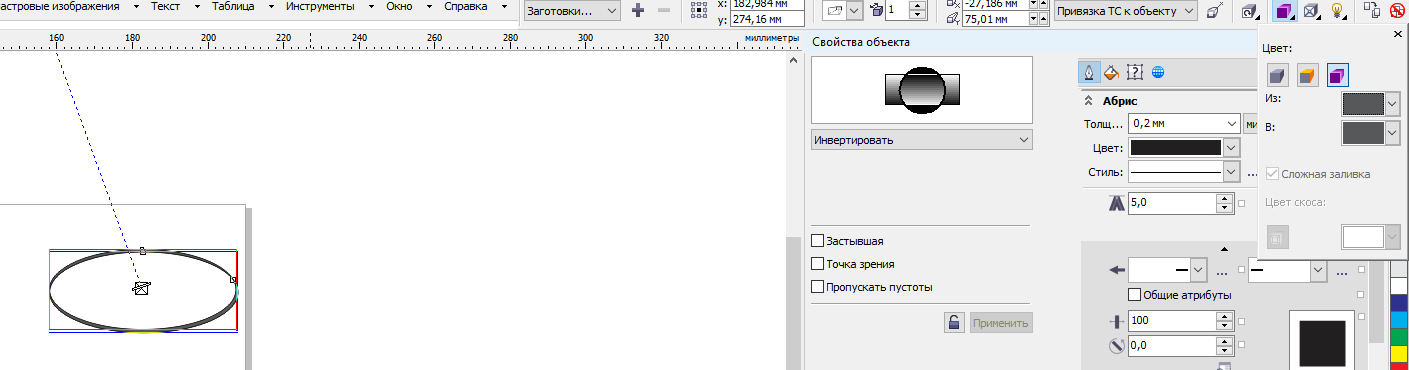 астровые изображения Текст Таблица Инструменты Окно Справка
Заготовки...
x: 182,984 мм
y: 274,16 мм
1
-27,186 мм
75,01 мм
Привязка ТС к объекту
160 180 200 220 240 260 280 300 320 миллиметры
Свойства объекта
Инвертировать
Застывшая
Точка зрения
Пропускать пустоты
Применить
Абрис
Толщ... 0,2 мм ми
Цвет:
Стиль:
5,0
Общие атрибуты
100
0,0
Цвет:
Из:
В:
Сложная заливка
Цвет скоса: